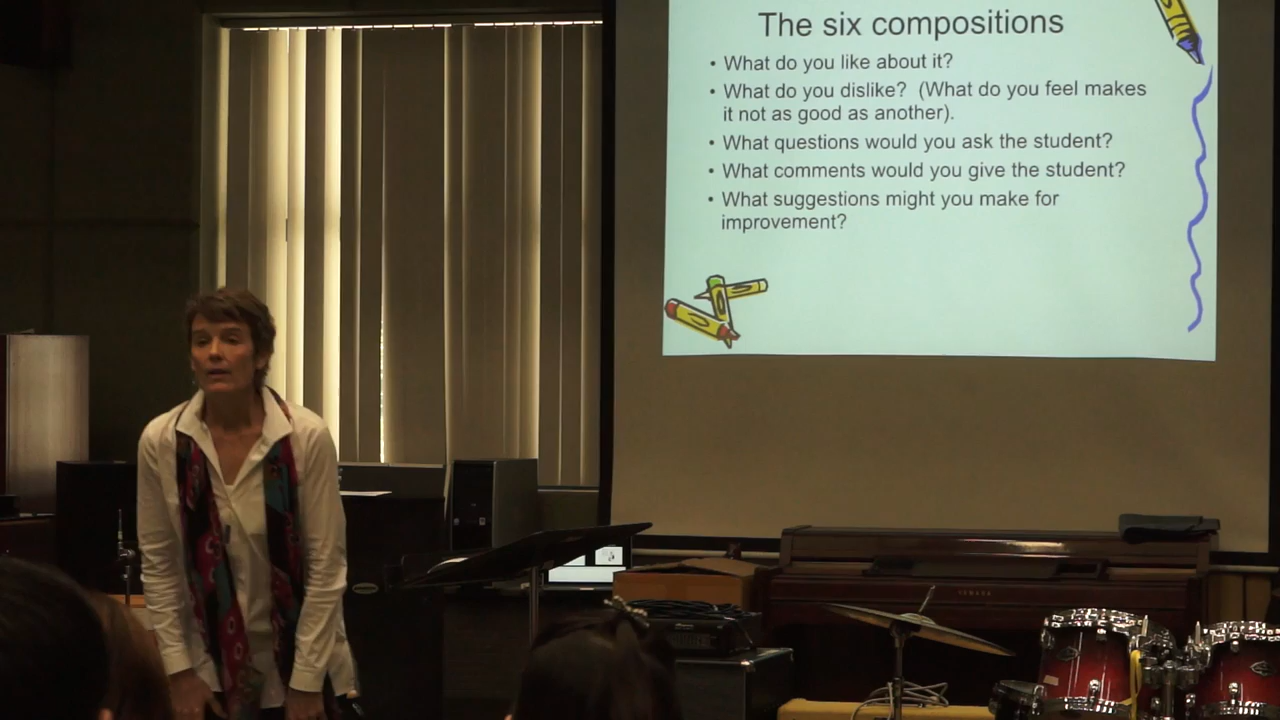 The six compositions
• What do you like about it?
• What do you dislike? (What do you feel makes
it not as good as another).
• What questions would you ask the student?
• What comments would you give the student?
• What suggestions might you make for
improvement?
YAMAHA